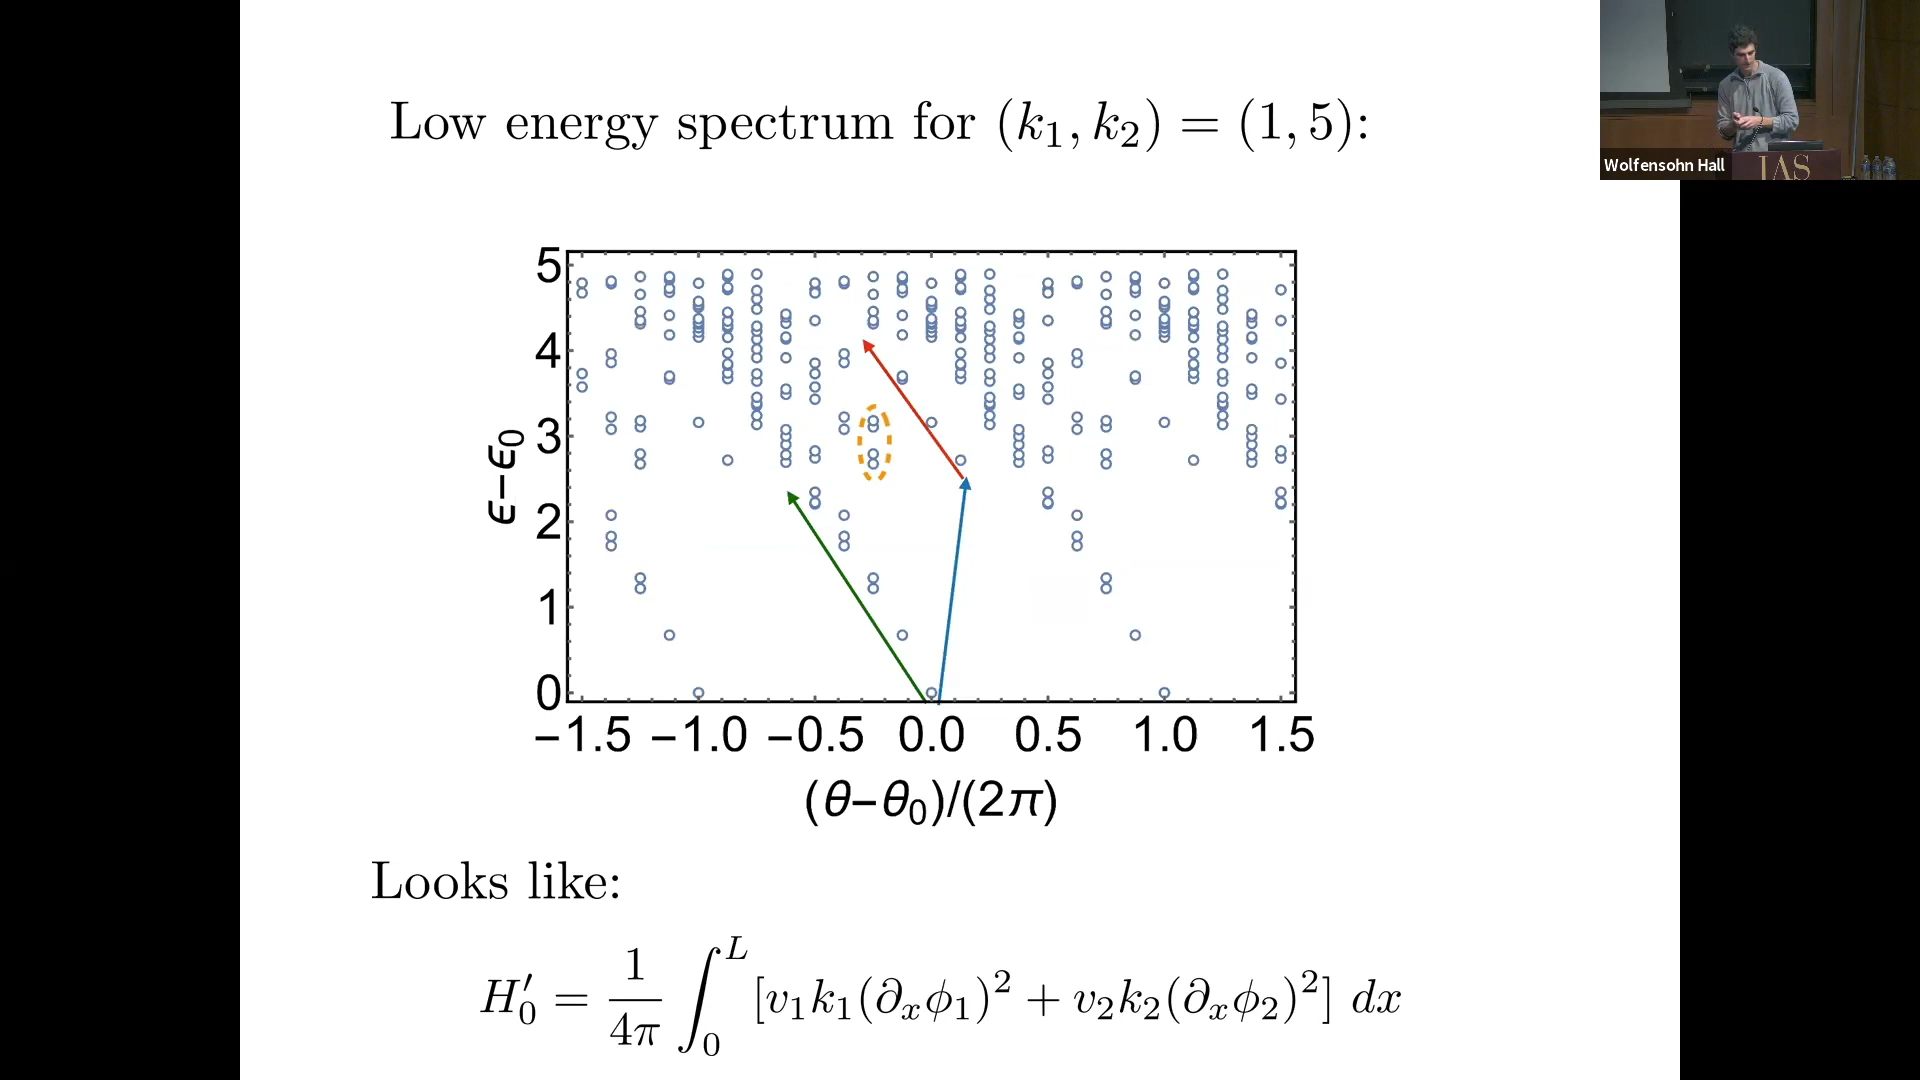 Low energy spectrum for (k₁, k₂) = (1, 5):
Wolfensohn Hall
IAS
5
4
3
2
1
0
ϵ−ϵ₀
−1.5 −1.0 −0.5 0.0 0.5 1.0 1.5
(θ−θ₀)/(2π)
Looks like:
H₀′ = 1/4π ∫₀ᴸ [v₁k₁(∂ₓϕ₁)² + v₂k₂(∂ₓϕ₂)²] dx